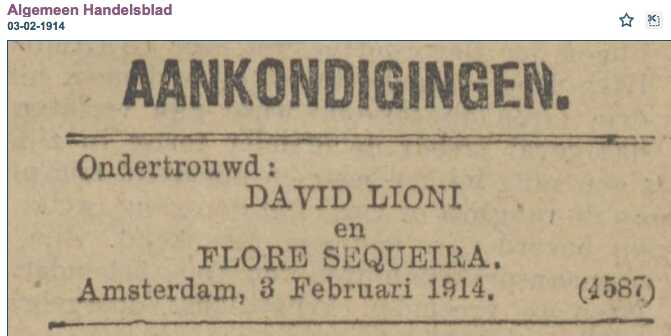 Algemeen Handelsblad
03-02-1914
AANKONDIGINGEN.
Ondertrouwd:
DAVID LIONI
en
FLORE SEQUEIRA.
Amsterdam, 3 Februari 1914. (4587)